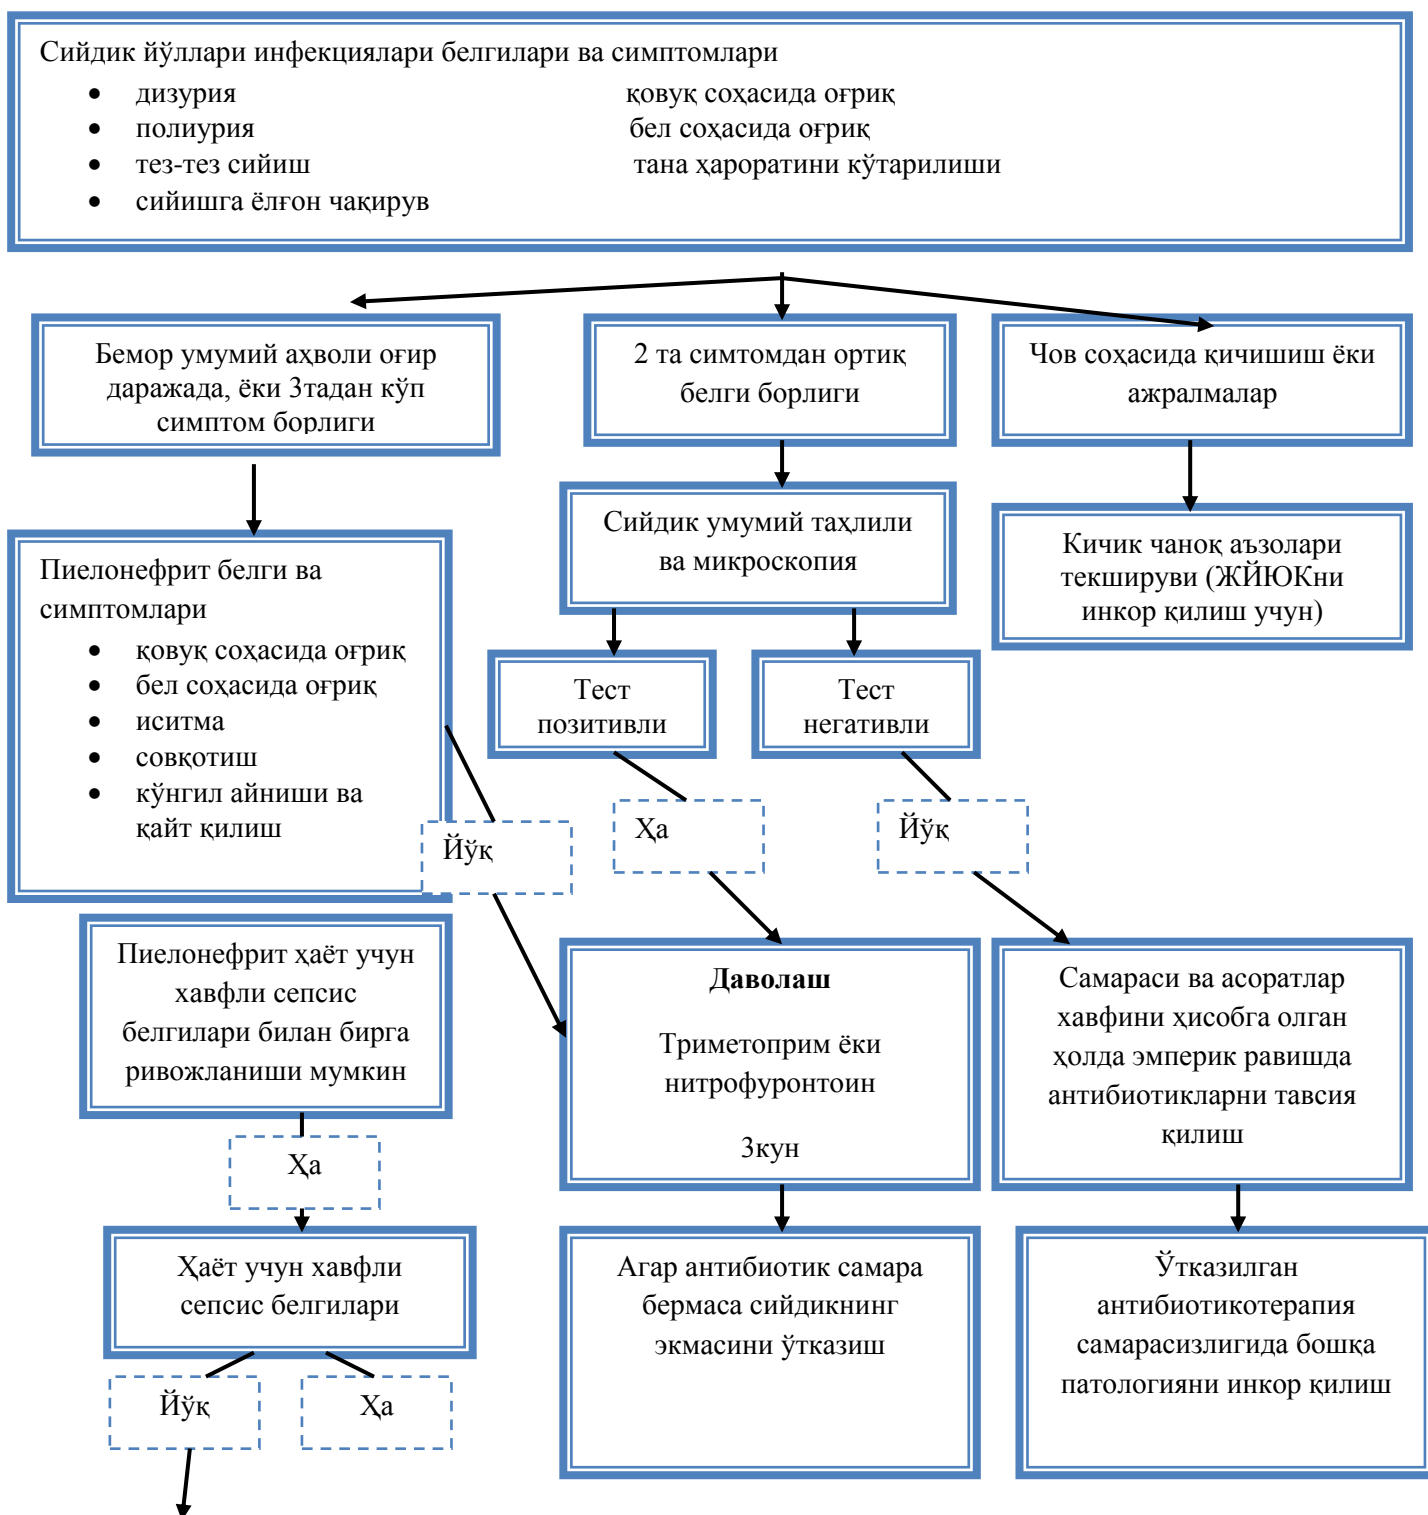 Сийдик йўллари инфекциялари белгилари ва симптомлари
• дизурия қовуқ соҳасида оғриқ
• полиурия бел соҳасида оғриқ
• тез-тез сийиш тана ҳароратини кўтарилиши
• сийишга ёлғон чақирув
Бемор умумий аҳволи оғир
даражада, ёки 3тадан кўп
симптом борлиги
2 та симтомдан ортиқ
белги борлиги
Чов соҳасида қичишиш ёки
ажралмалар
Сийдик умумий таҳлили
ва микроскопия
Кичик чаноқ аъзолари
текшируви (ЖЙЮКни
инкор қилиш учун)
Пиелонефрит белги ва
симптомлари
• қовуқ соҳасида оғриқ
• бел соҳасида оғриқ
• иситма
• совқотиш
• кўнгил айниши ва
қайт қилиш
Тест
позитивли
Тест
негативли
Йўқ
Ҳа
Йўқ
Пиелонефрит ҳаёт учун
хавфли сепсис
белгилари билан бирга
ривожланиши мумкин
Даволаш
Триметоприм ёки
нитрофуронтоин
3кун
Самараси ва асоратлар
хавфини ҳисобга олган
ҳолда эмперик равишда
антибиотикларни тавсия
қилиш
Ҳа
Ҳаёт учун хавфли
сепсис белгилари
Агар антибиотик самара
бермаса сийдикнинг
экмасини ўтказиш
Ўтказилган
антибиотикотерапия
самарасизлигида бошқа
патологияни инкор қилиш
Йўқ
Ҳа